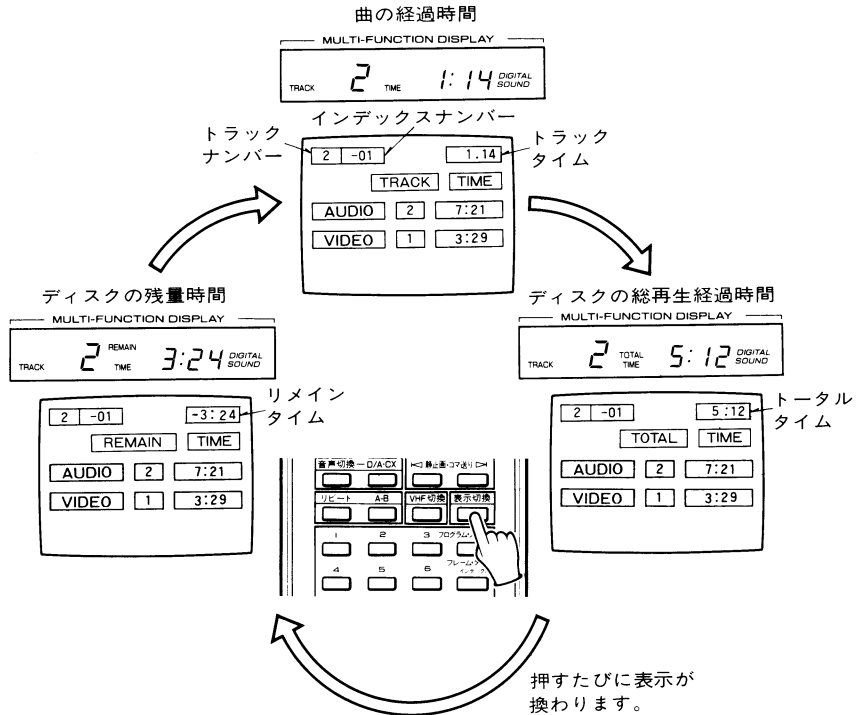 曲の経過時間
MULTI-FUNCTION DISPLAY
TRACK 2 TIME 1:14 DIGITAL SOUND
トラックナンバー
インデックスナンバー
トラックタイム
2 -01 1.14
TRACK TIME
AUDIO 2 7:21
VIDEO 1 3:29
ディスクの残量時間
MULTI-FUNCTION DISPLAY
TRACK 2 REMAIN TIME 3:24 DIGITAL SOUND
リメインタイム
2 -01 -3:24
REMAIN TIME
AUDIO 2 7:21
VIDEO 1 3:29
ディスクの総再生経過時間
MULTI-FUNCTION DISPLAY
TRACK 2 TOTAL TIME 5:12 DIGITAL SOUND
トータルタイム
2 -01 5:12
TOTAL TIME
AUDIO 2 7:21
VIDEO 1 3:29
音声切換 - D/A-CX 静止画・コマ送り
リピート A-B VHF切換 表示切換
1 2 3
4 5 6
押すたびに表示が
換わります。